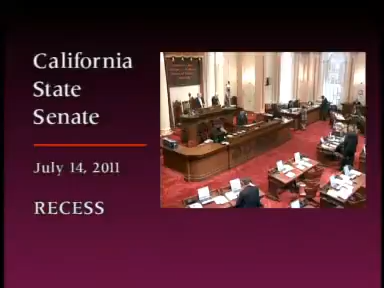 California
State
Senate
July 14, 2011
RECESS